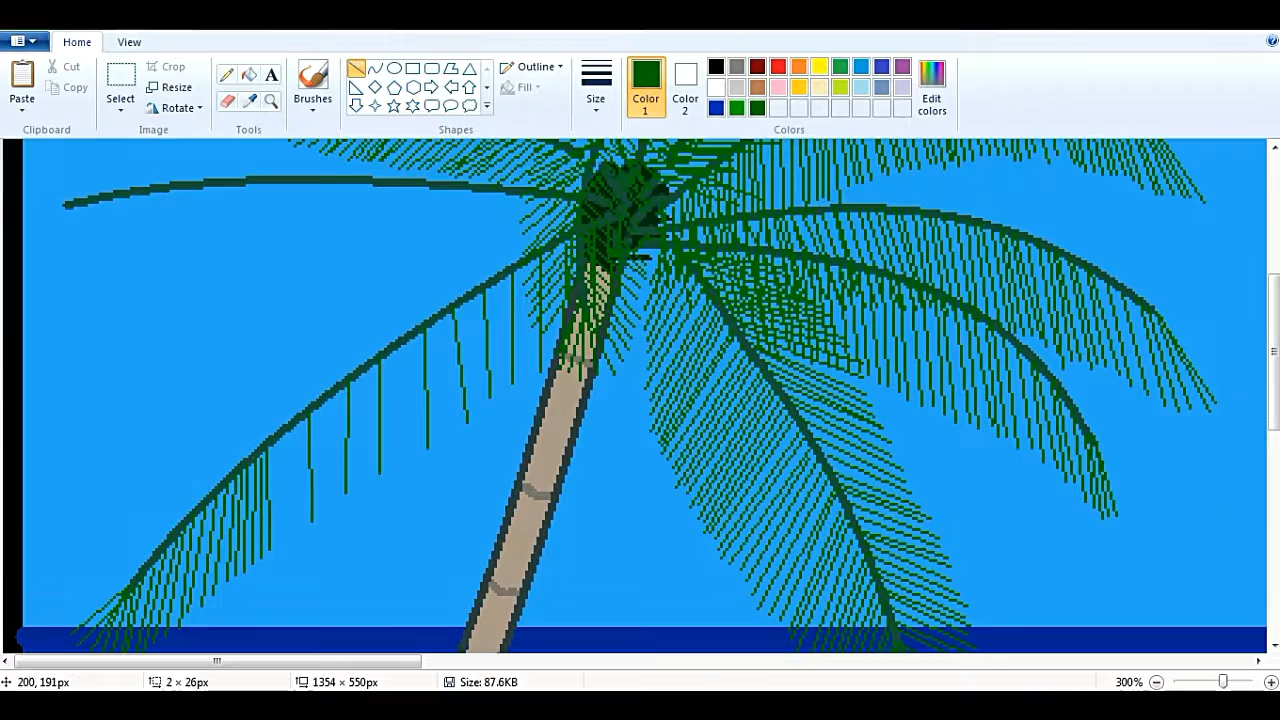 Home View
Paste
Cut
Copy
Clipboard
Select
Crop
Resize
Rotate
Image
A
Tools
Brushes
Outline
Fill
Shapes
Size
Color 1
Color 2
Edit colors
Colors
200, 191px 2 × 26px 1354 × 550px Size: 87.6KB 300%